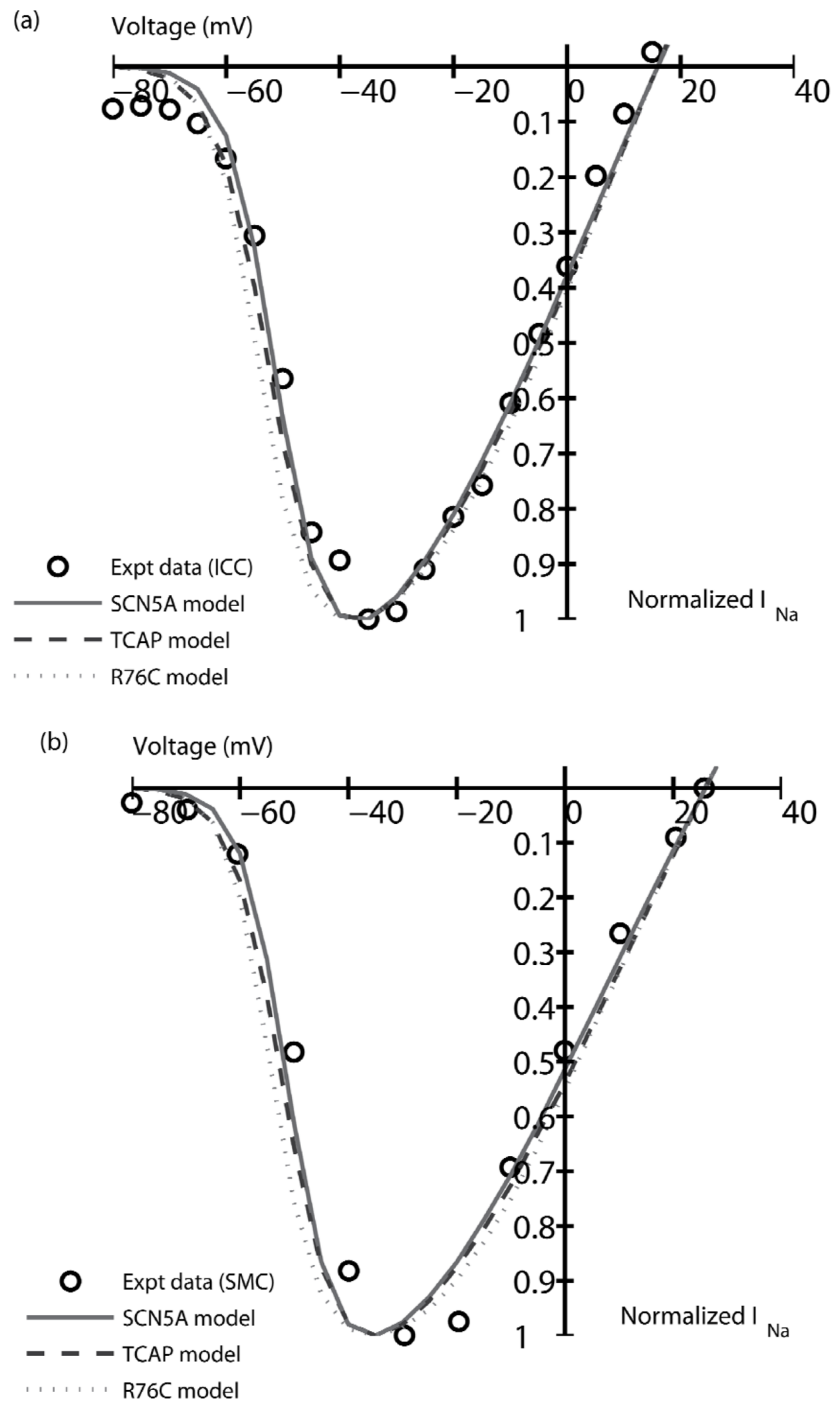 (a)
Voltage (mV)
−80 −60 −40 −20 0 20 40
0.1
0.2
0.3
0.4
0.5
0.6
0.7
0.8
0.9
1
Expt data (ICC)
SCN5A model
TCAP model
R76C model
Normalized I Na
(b)
Voltage (mV)
−80 −60 −40 −20 0 20 40
0.1
0.2
0.3
0.4
0.5
0.6
0.7
0.8
0.9
1
Expt data (SMC)
SCN5A model
TCAP model
R76C model
Normalized I Na